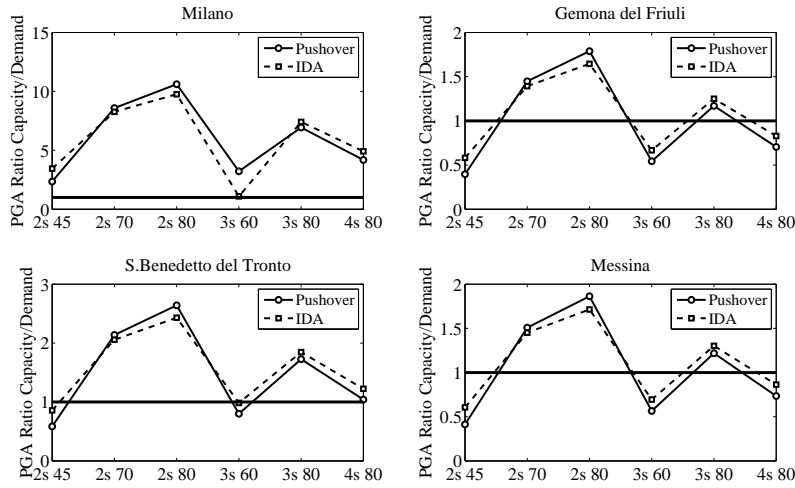 Milano
PGA Ratio Capacity/Demand
15
10
5
0
Pushover
IDA
2s 45 2s 70 2s 80 3s 60 3s 80 4s 80
Gemona del Friuli
PGA Ratio Capacity/Demand
2
1.5
1
0.5
0
Pushover
IDA
2s 45 2s 70 2s 80 3s 60 3s 80 4s 80
S.Benedetto del Tronto
PGA Ratio Capacity/Demand
3
2
1
0
Pushover
IDA
2s 45 2s 70 2s 80 3s 60 3s 80 4s 80
Messina
PGA Ratio Capacity/Demand
2
1.5
1
0.5
0
Pushover
IDA
2s 45 2s 70 2s 80 3s 60 3s 80 4s 80